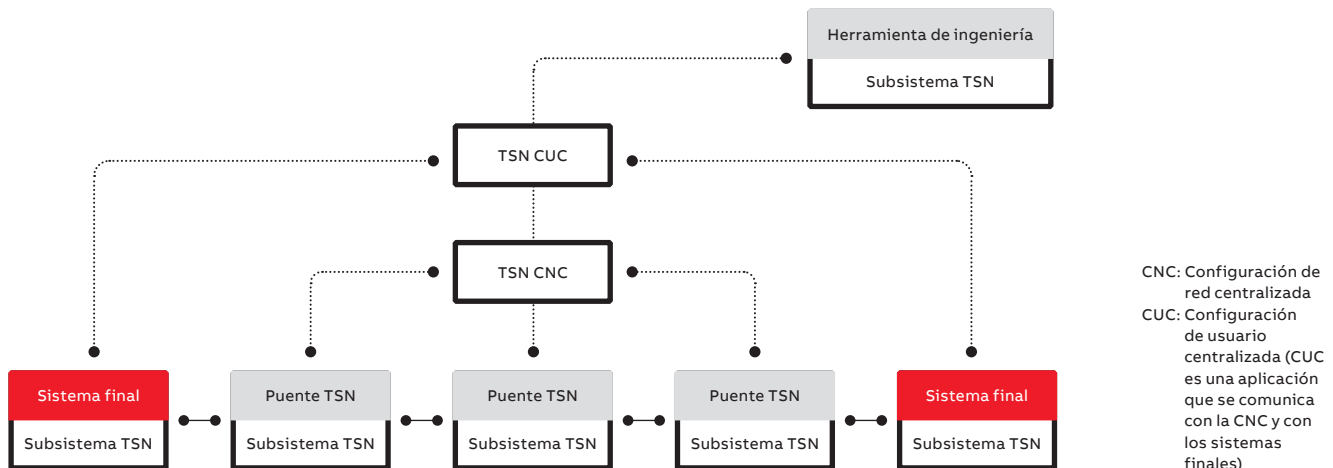 Herramienta de ingeniería
Subsistema TSN
TSN CUC
TSN CNC
CNC: Configuración de
red centralizada
CUC: Configuración
de usuario
centralizada (CUC
es una aplicación
que se comunica
con la CNC y con
los sistemas
finales)
Sistema final
Subsistema TSN
Puente TSN
Subsistema TSN
Puente TSN
Subsistema TSN
Puente TSN
Subsistema TSN
Sistema final
Subsistema TSN